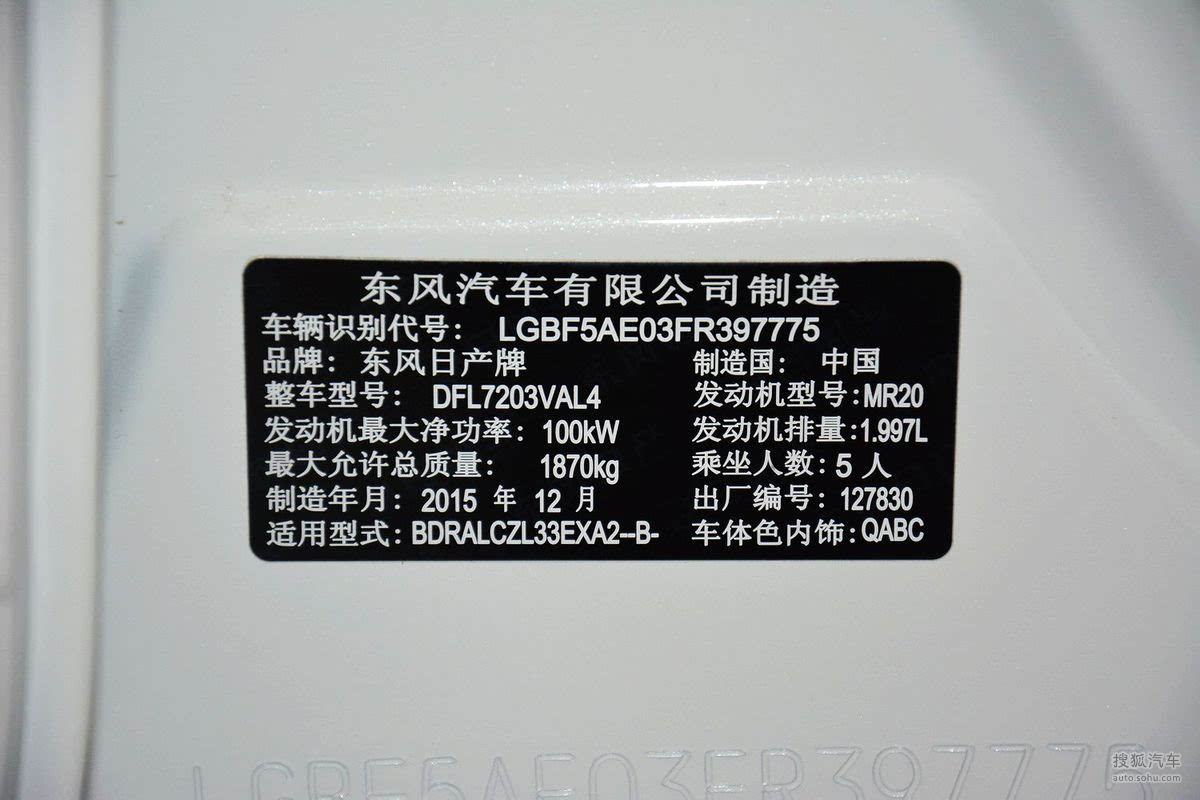 东风汽车有限公司制造
车辆识别代号： LGBF5AE03FR397775
品牌：东风日产牌 制造国： 中国
整车型号： DFL7203VAL4 发动机型号:MR20
发动机最大净功率：100kW 发动机排量:1.997L
最大允许总质量： 1870kg 乘坐人数:5人
制造年月：2015 年 12 月 出厂编号：127830
适用型式：BDRALCZL33EXA2--B- 车体色内饰:QABC
LGBF5AE03FR397775
搜狐汽车
auto.sohu.com